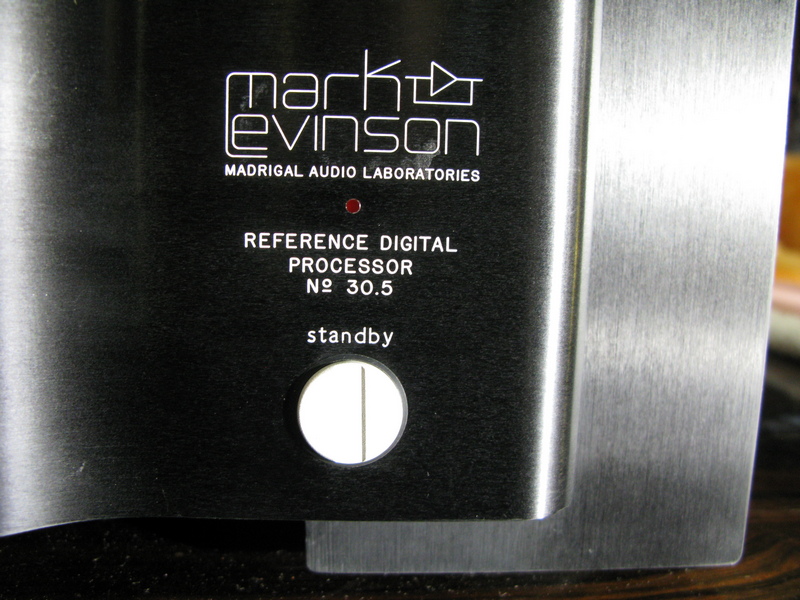 mark
levinson
MADRIGAL AUDIO LABORATORIES
REFERENCE DIGITAL
PROCESSOR
Nº 30.5
standby